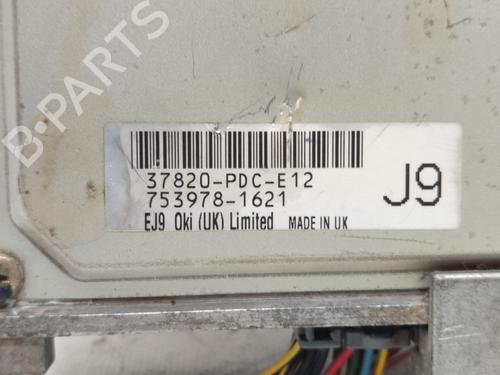 B-PARTS
37820-PDC-E12
753978-1621
J9
EJ9 Oki (UK) Limited MADE IN UK